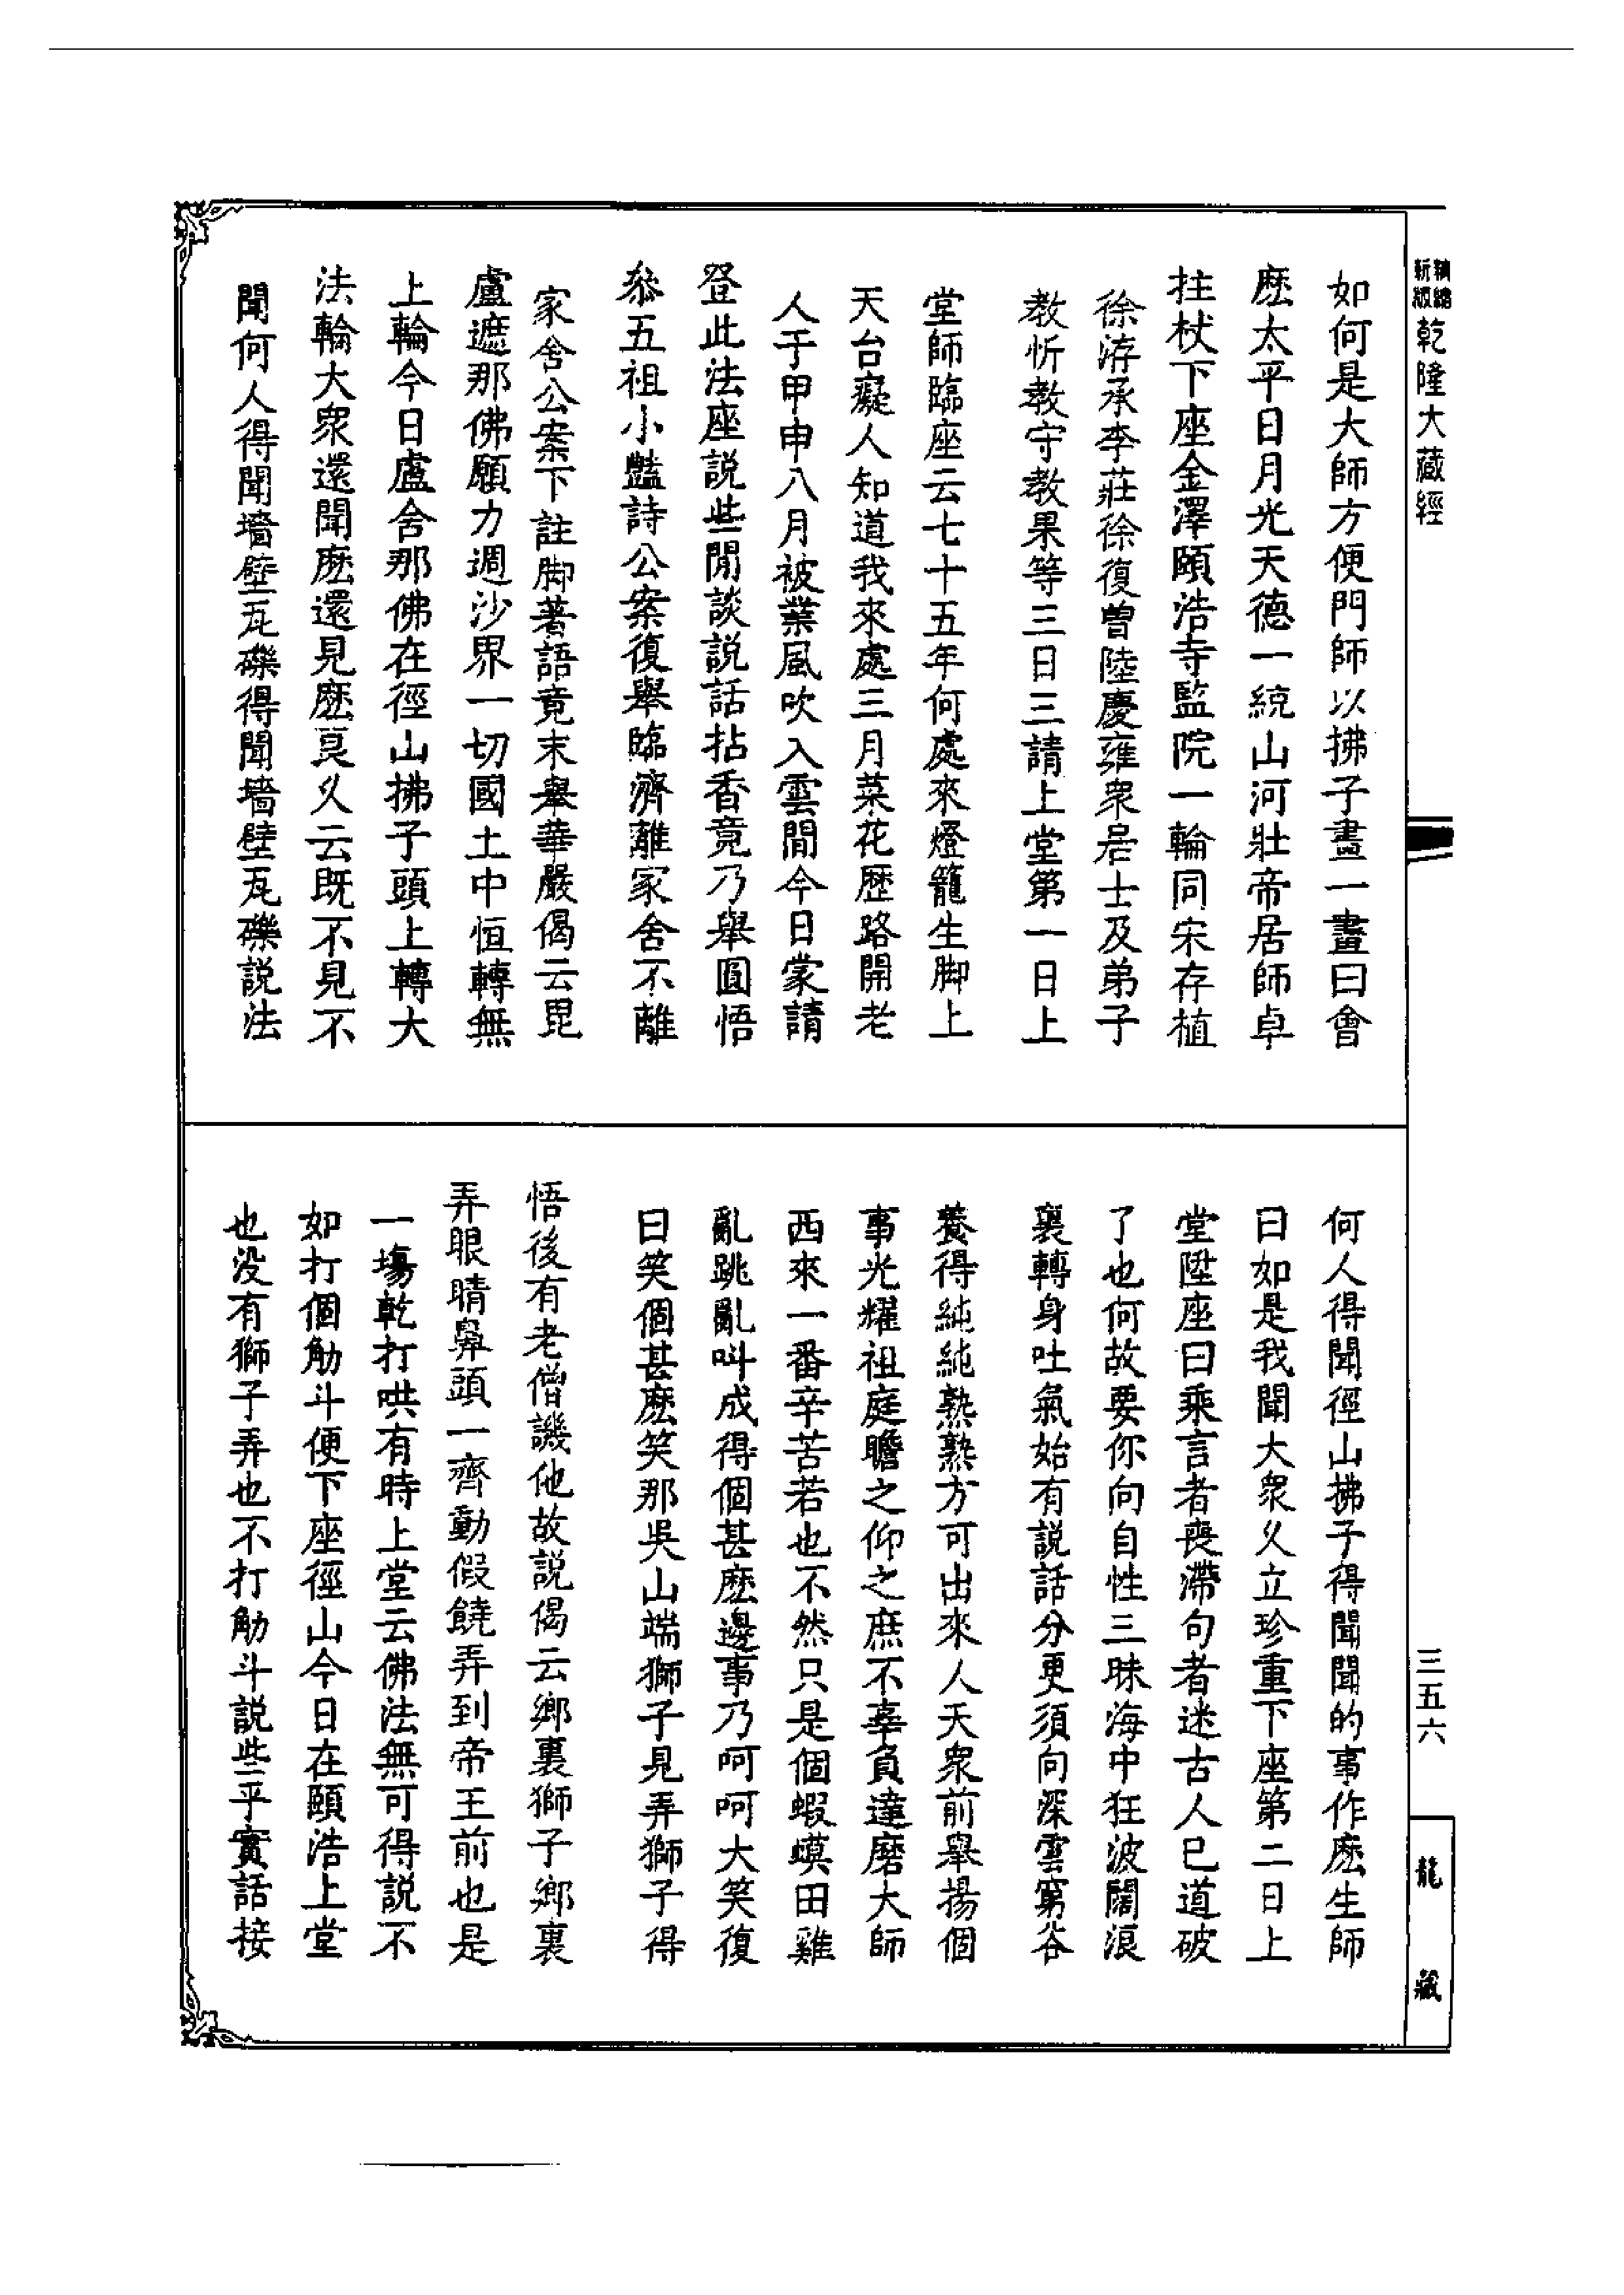 乾隆大藏經
如何是大師方便門師以拂子畫一畫曰會
麽太平日月光天德一統山河壯帝居師卓
拄杖下座金澤頤浩寺監院一輪同宋存植
徐洊承李莊徐復曾陸慶雍衆居士及弟子
教忻教守教果等三日三請上堂第一日上
堂師臨座云七十五年何處來燈籠生脚上
天台癡人知道我來處三月菜花歷路開老
人于甲申八月被業風吹入雲間今日蒙請
登此法座説些閒談説話拈香竟乃舉圓悟
叅五祖小豔詩公案復舉臨濟離家舍不離
家舍公案下註脚著語竟末舉華嚴偈云毘
盧遮那佛願力週沙界一切國土中恒轉無
上輪今日盧舍那佛在徑山拂子頭上轉大
法輪大衆還聞麽還見麽良久云既不見不
聞何人得聞墻壁瓦礫得聞墻壁瓦礫説法
何人得聞徑山拂子得聞聞的事作麽生師
曰如是我聞大衆久立珍重下座第二日上
堂陞座曰乘言者喪滯句者迷古人已道破
了也何故要你向自性三昧海中狂波闊浪
裏轉身吐氣始有説話分更須向深雲窮谷
養得純純熟熟方可出來人天衆前舉揚個
事光耀祖庭瞻之仰之庶不辜負達磨大師
西來一番辛苦若也不然只是個蝦蟆田雞
亂跳亂叫成得個甚麽邊事乃呵呵大笑復
曰笑個甚麽笑那吳山端獅子見弄獅子得
悟後有老僧譏他故説偈云鄉裏獅子鄉裏
弄眼睛鼻頭一齊動假饒弄到帝王前也是
一塲乾打哄有時上堂云佛法無可得説不
如打個觔斗便下座徑山今日在頤浩上堂
也没有獅子弄也不打觔斗説些平實話接
三五六
龍藏